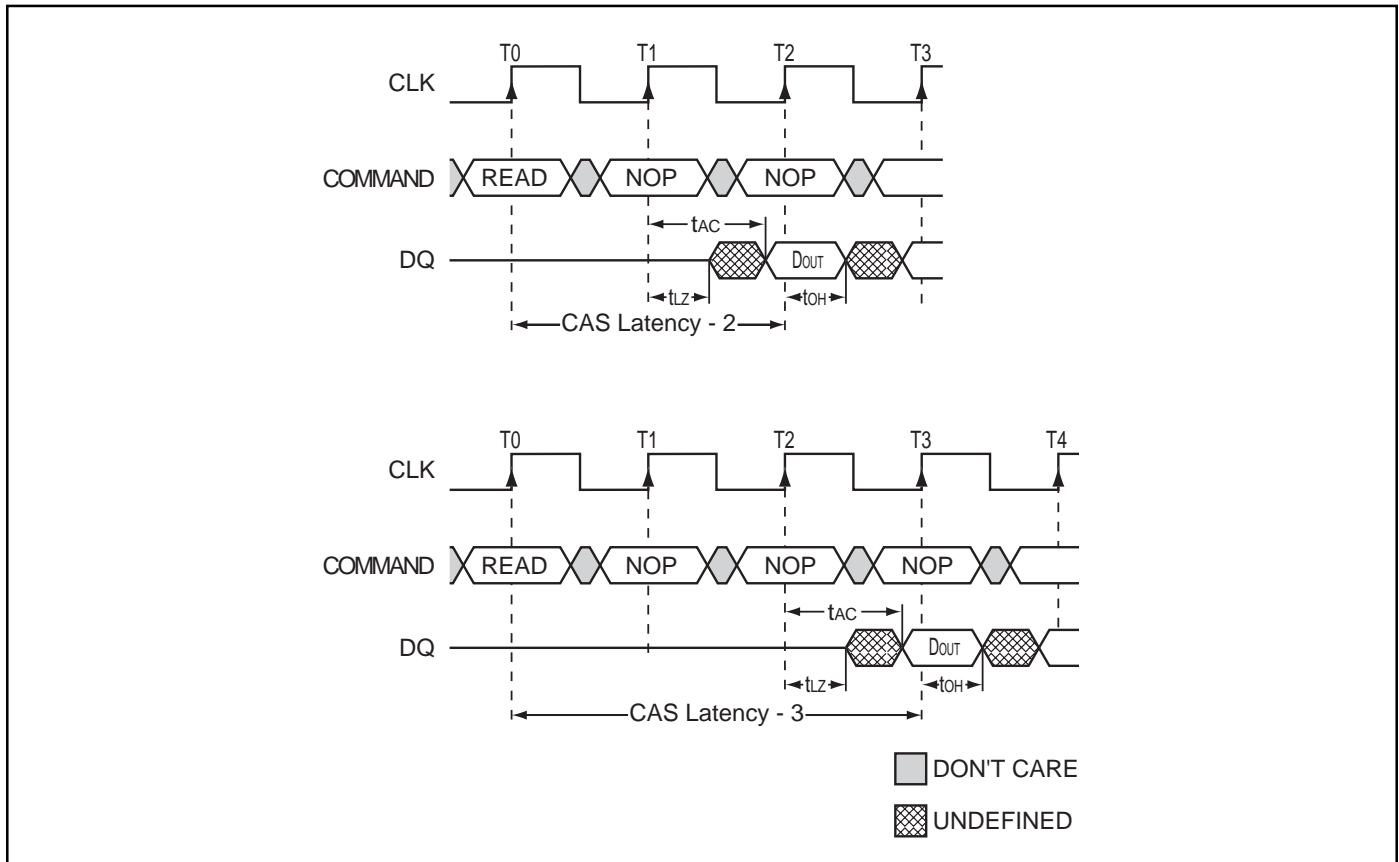 T0 T1 T2 T3
CLK
COMMAND READ NOP NOP
tAC
DQ DOUT
tLZ tOH
CAS Latency - 2
T0 T1 T2 T3 T4
CLK
COMMAND READ NOP NOP NOP
tAC
DQ DOUT
tLZ tOH
CAS Latency - 3
DON'T CARE
UNDEFINED